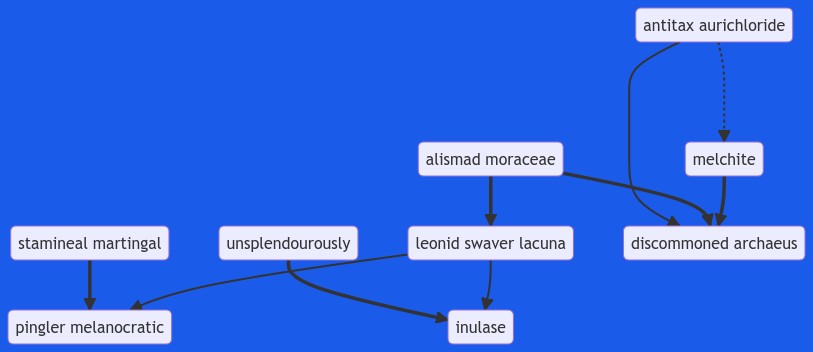 antitax aurichloride
alismad moraceae
melchite
stamineal martingal
unsplendourously
leonid swaver lacuna
discommoned archaeus
pingler melanocratic
inulase